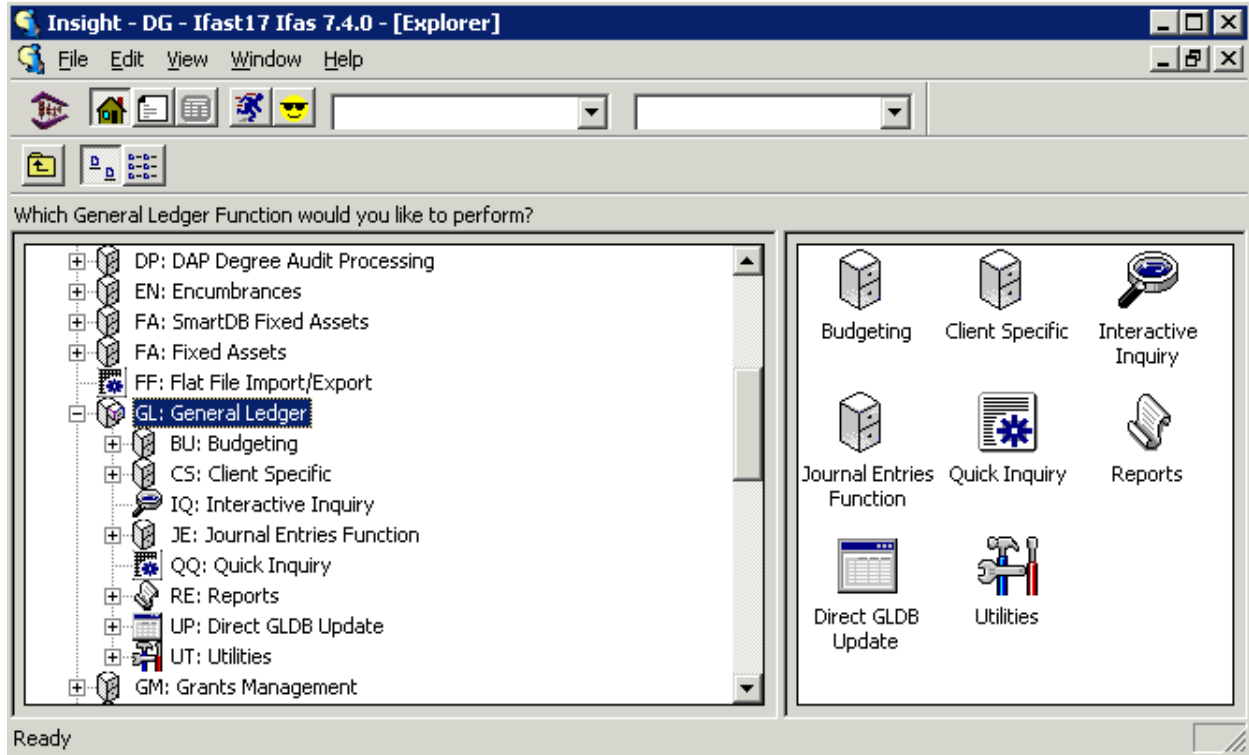 Insight - DG - Ifast17 Ifas 7.4.0 - [Explorer]
File Edit View Window Help
Which General Ledger Function would you like to perform?
DP: DAP Degree Audit Processing
EN: Encumbrances
FA: SmartDB Fixed Assets
FA: Fixed Assets
FF: Flat File Import/Export
GL: General Ledger
BU: Budgeting
CS: Client Specific
IQ: Interactive Inquiry
JE: Journal Entries Function
QQ: Quick Inquiry
RE: Reports
UP: Direct GLDB Update
UT: Utilities
GM: Grants Management
Budgeting
Client Specific
Interactive
Inquiry
Journal Entries
Function
Quick Inquiry
Reports
Direct GLDB
Update
Utilities
Ready